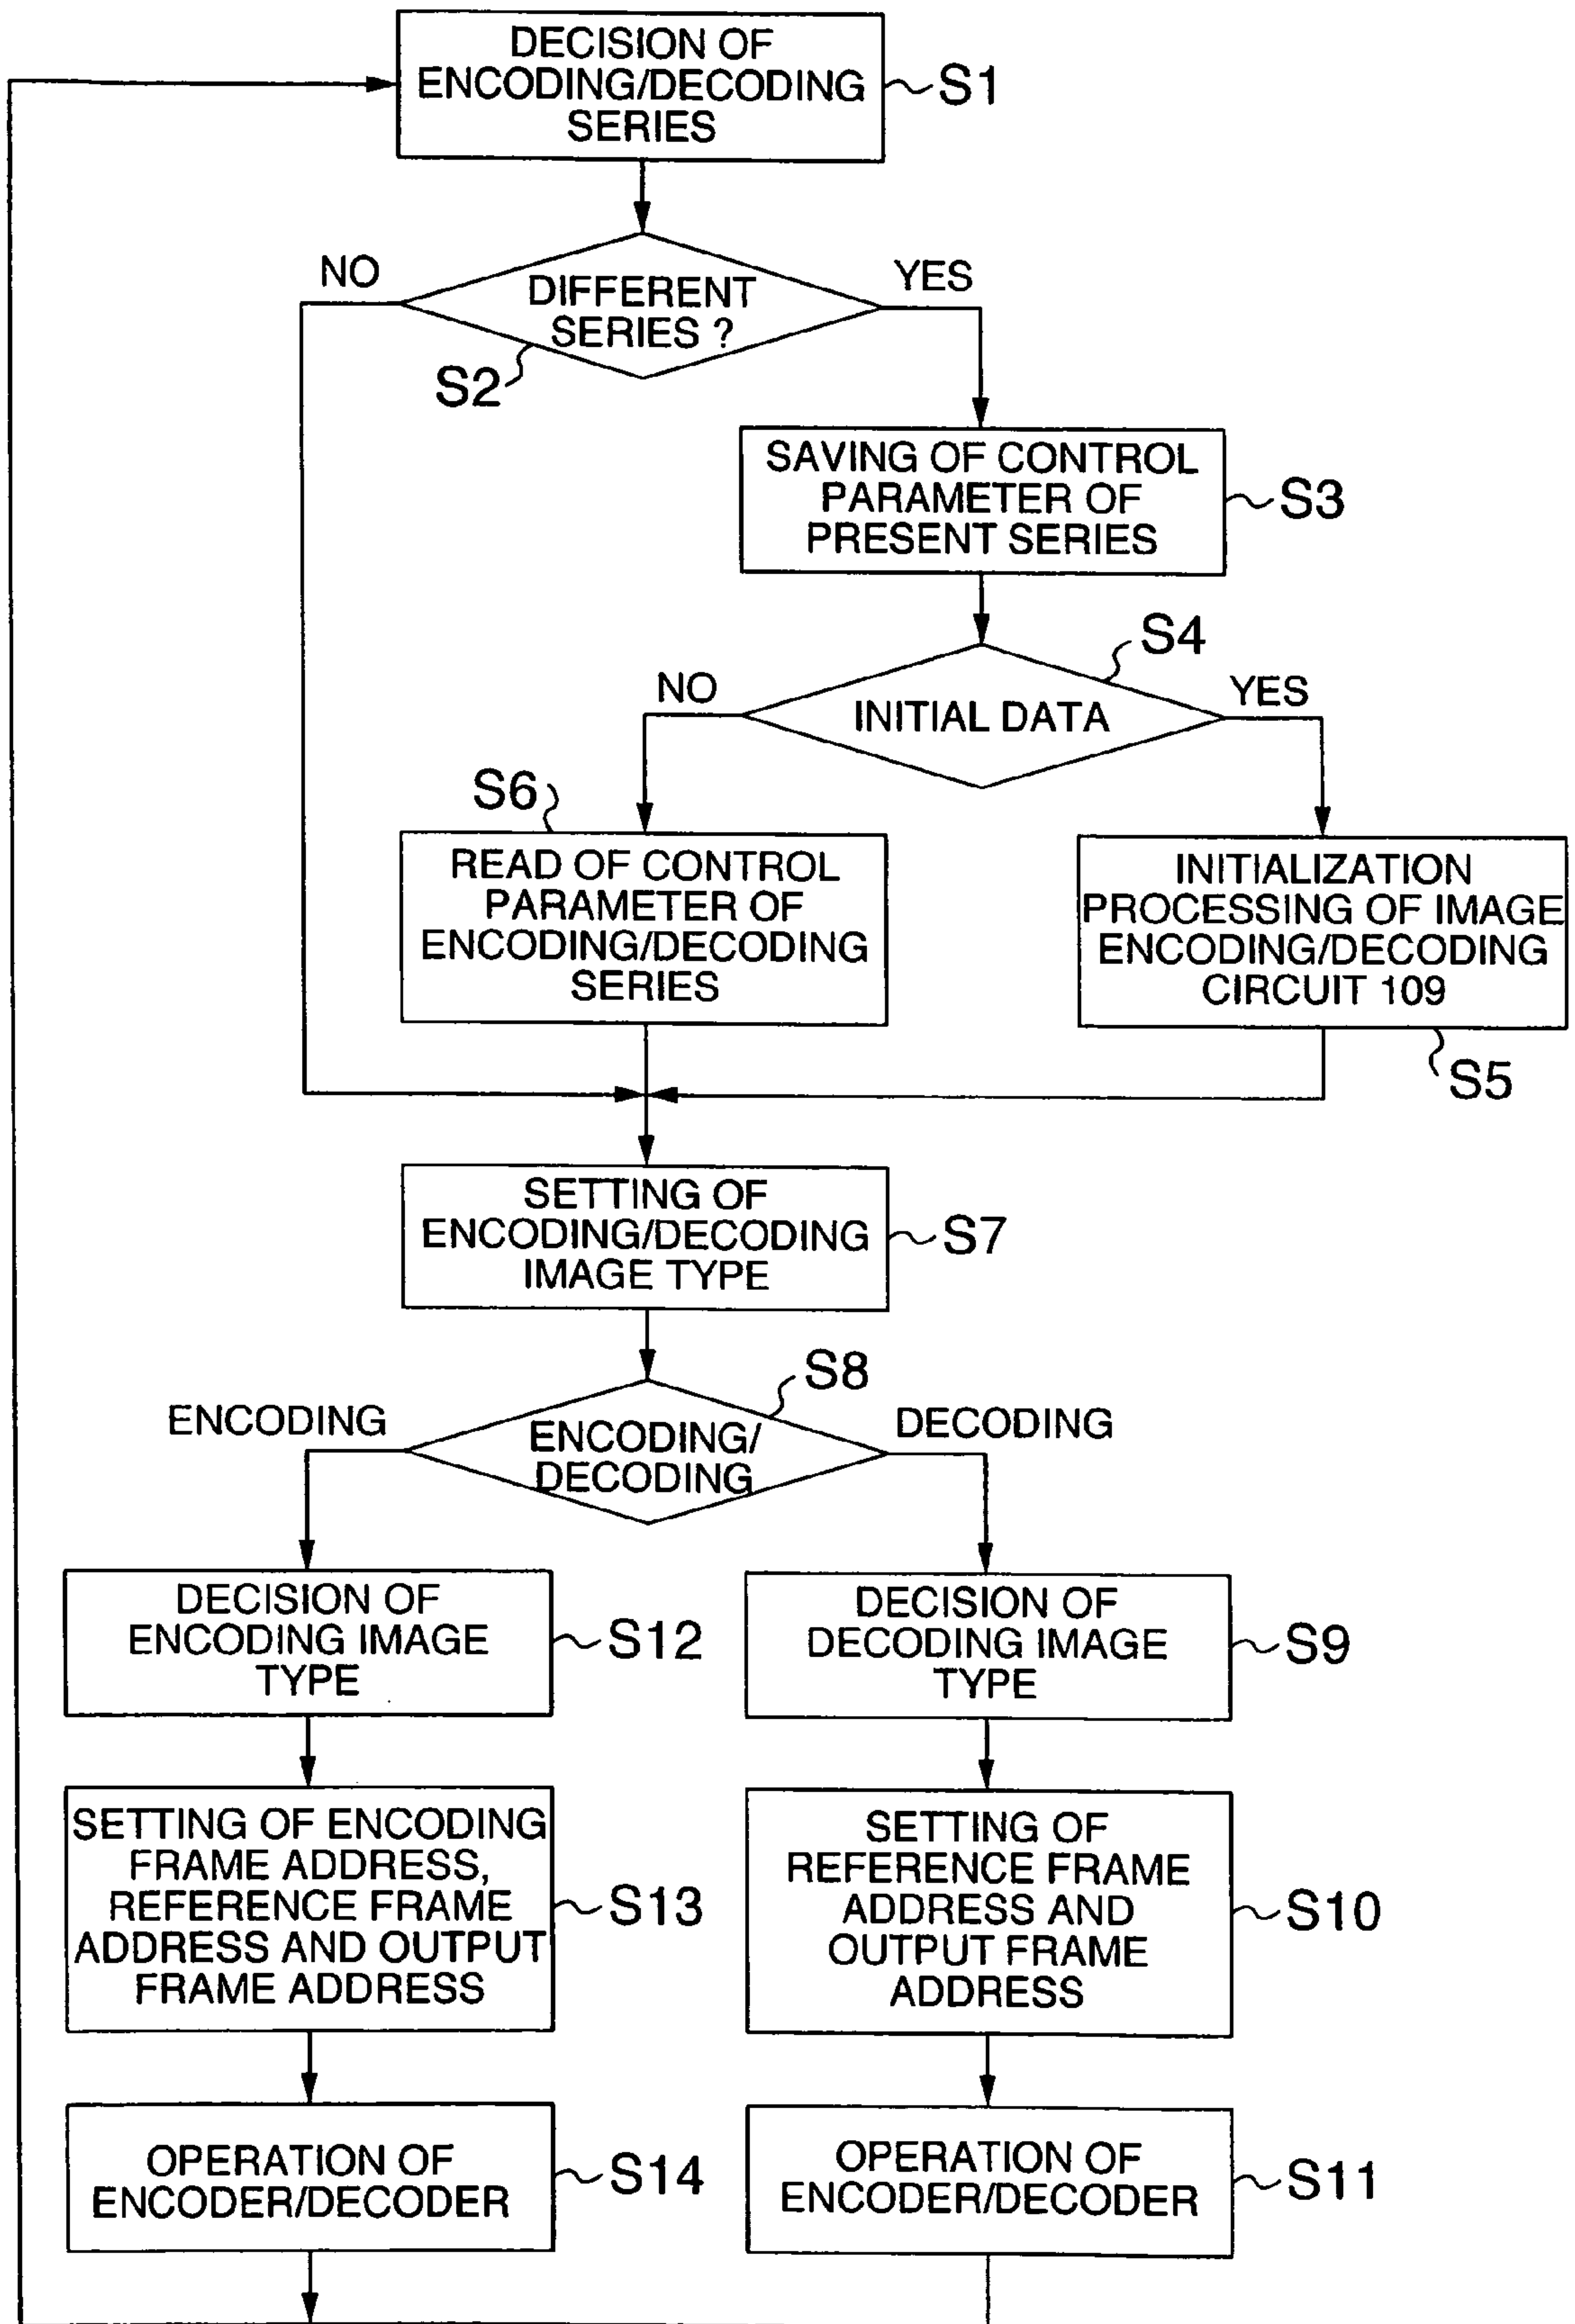 DECISION OF
ENCODING/DECODING
SERIES
S1
NO
YES
DIFFERENT
SERIES ?
S2
SAVING OF CONTROL
PARAMETER OF
PRESENT SERIES
S3
S4
NO
YES
INITIAL DATA
S6
READ OF CONTROL
PARAMETER OF
ENCODING/DECODING
SERIES
INITIALIZATION
PROCESSING OF IMAGE
ENCODING/DECODING
CIRCUIT 109
S5
SETTING OF
ENCODING/DECODING
IMAGE TYPE
S7
S8
ENCODING
DECODING
ENCODING/
DECODING
DECISION OF
ENCODING IMAGE
TYPE
S12
DECISION OF
DECODING IMAGE
TYPE
S9
SETTING OF ENCODING
FRAME ADDRESS,
REFERENCE FRAME
ADDRESS AND OUTPUT
FRAME ADDRESS
S13
SETTING OF
REFERENCE FRAME
ADDRESS AND
OUTPUT FRAME
ADDRESS
S10
OPERATION OF
ENCODER/DECODER
S14
OPERATION OF
ENCODER/DECODER
S11